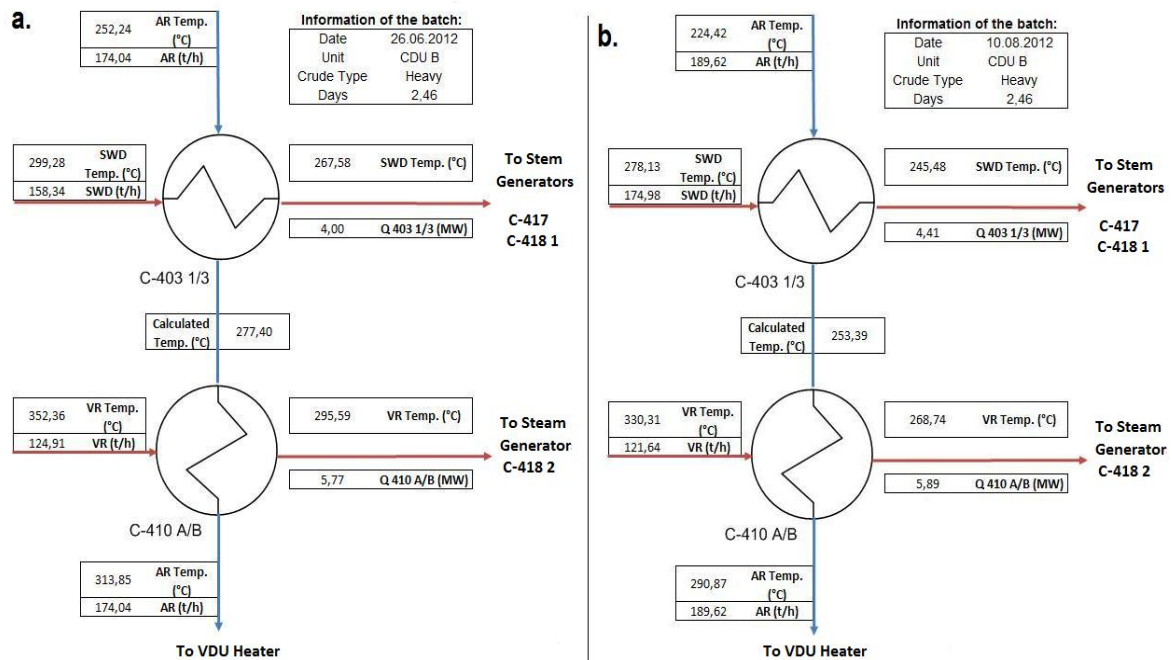 a.
252,24 AR Temp. (°C)
174,04 AR (t/h)
Information of the batch:
Date 26.06.2012
Unit CDU B
Crude Type Heavy
Days 2,46
299,28 SWD Temp. (°C)
158,34 SWD (t/h)
267,58 SWD Temp. (°C)
4,00 Q 403 1/3 (MW)
To Stem
Generators
C-417
C-418 1
C-403 1/3
Calculated
Temp. (°C)
277,40
352,36 VR Temp. (°C)
124,91 VR (t/h)
295,59 VR Temp. (°C)
5,77 Q 410 A/B (MW)
To Steam
Generator
C-418 2
C-410 A/B
313,85 AR Temp. (°C)
174,04 AR (t/h)
To VDU Heater
b.
224,42 AR Temp. (°C)
189,62 AR (t/h)
Information of the batch:
Date 10.08.2012
Unit CDU B
Crude Type Heavy
Days 2,46
278,13 SWD Temp. (°C)
174,98 SWD (t/h)
245,48 SWD Temp. (°C)
4,41 Q 403 1/3 (MW)
To Stem
Generators
C-417
C-418 1
C-403 1/3
Calculated
Temp. (°C)
253,39
330,31 VR Temp. (°C)
121,64 VR (t/h)
268,74 VR Temp. (°C)
5,89 Q 410 A/B (MW)
To Steam
Generator
C-418 2
C-410 A/B
290,87 AR Temp. (°C)
189,62 AR (t/h)
To VDU Heater